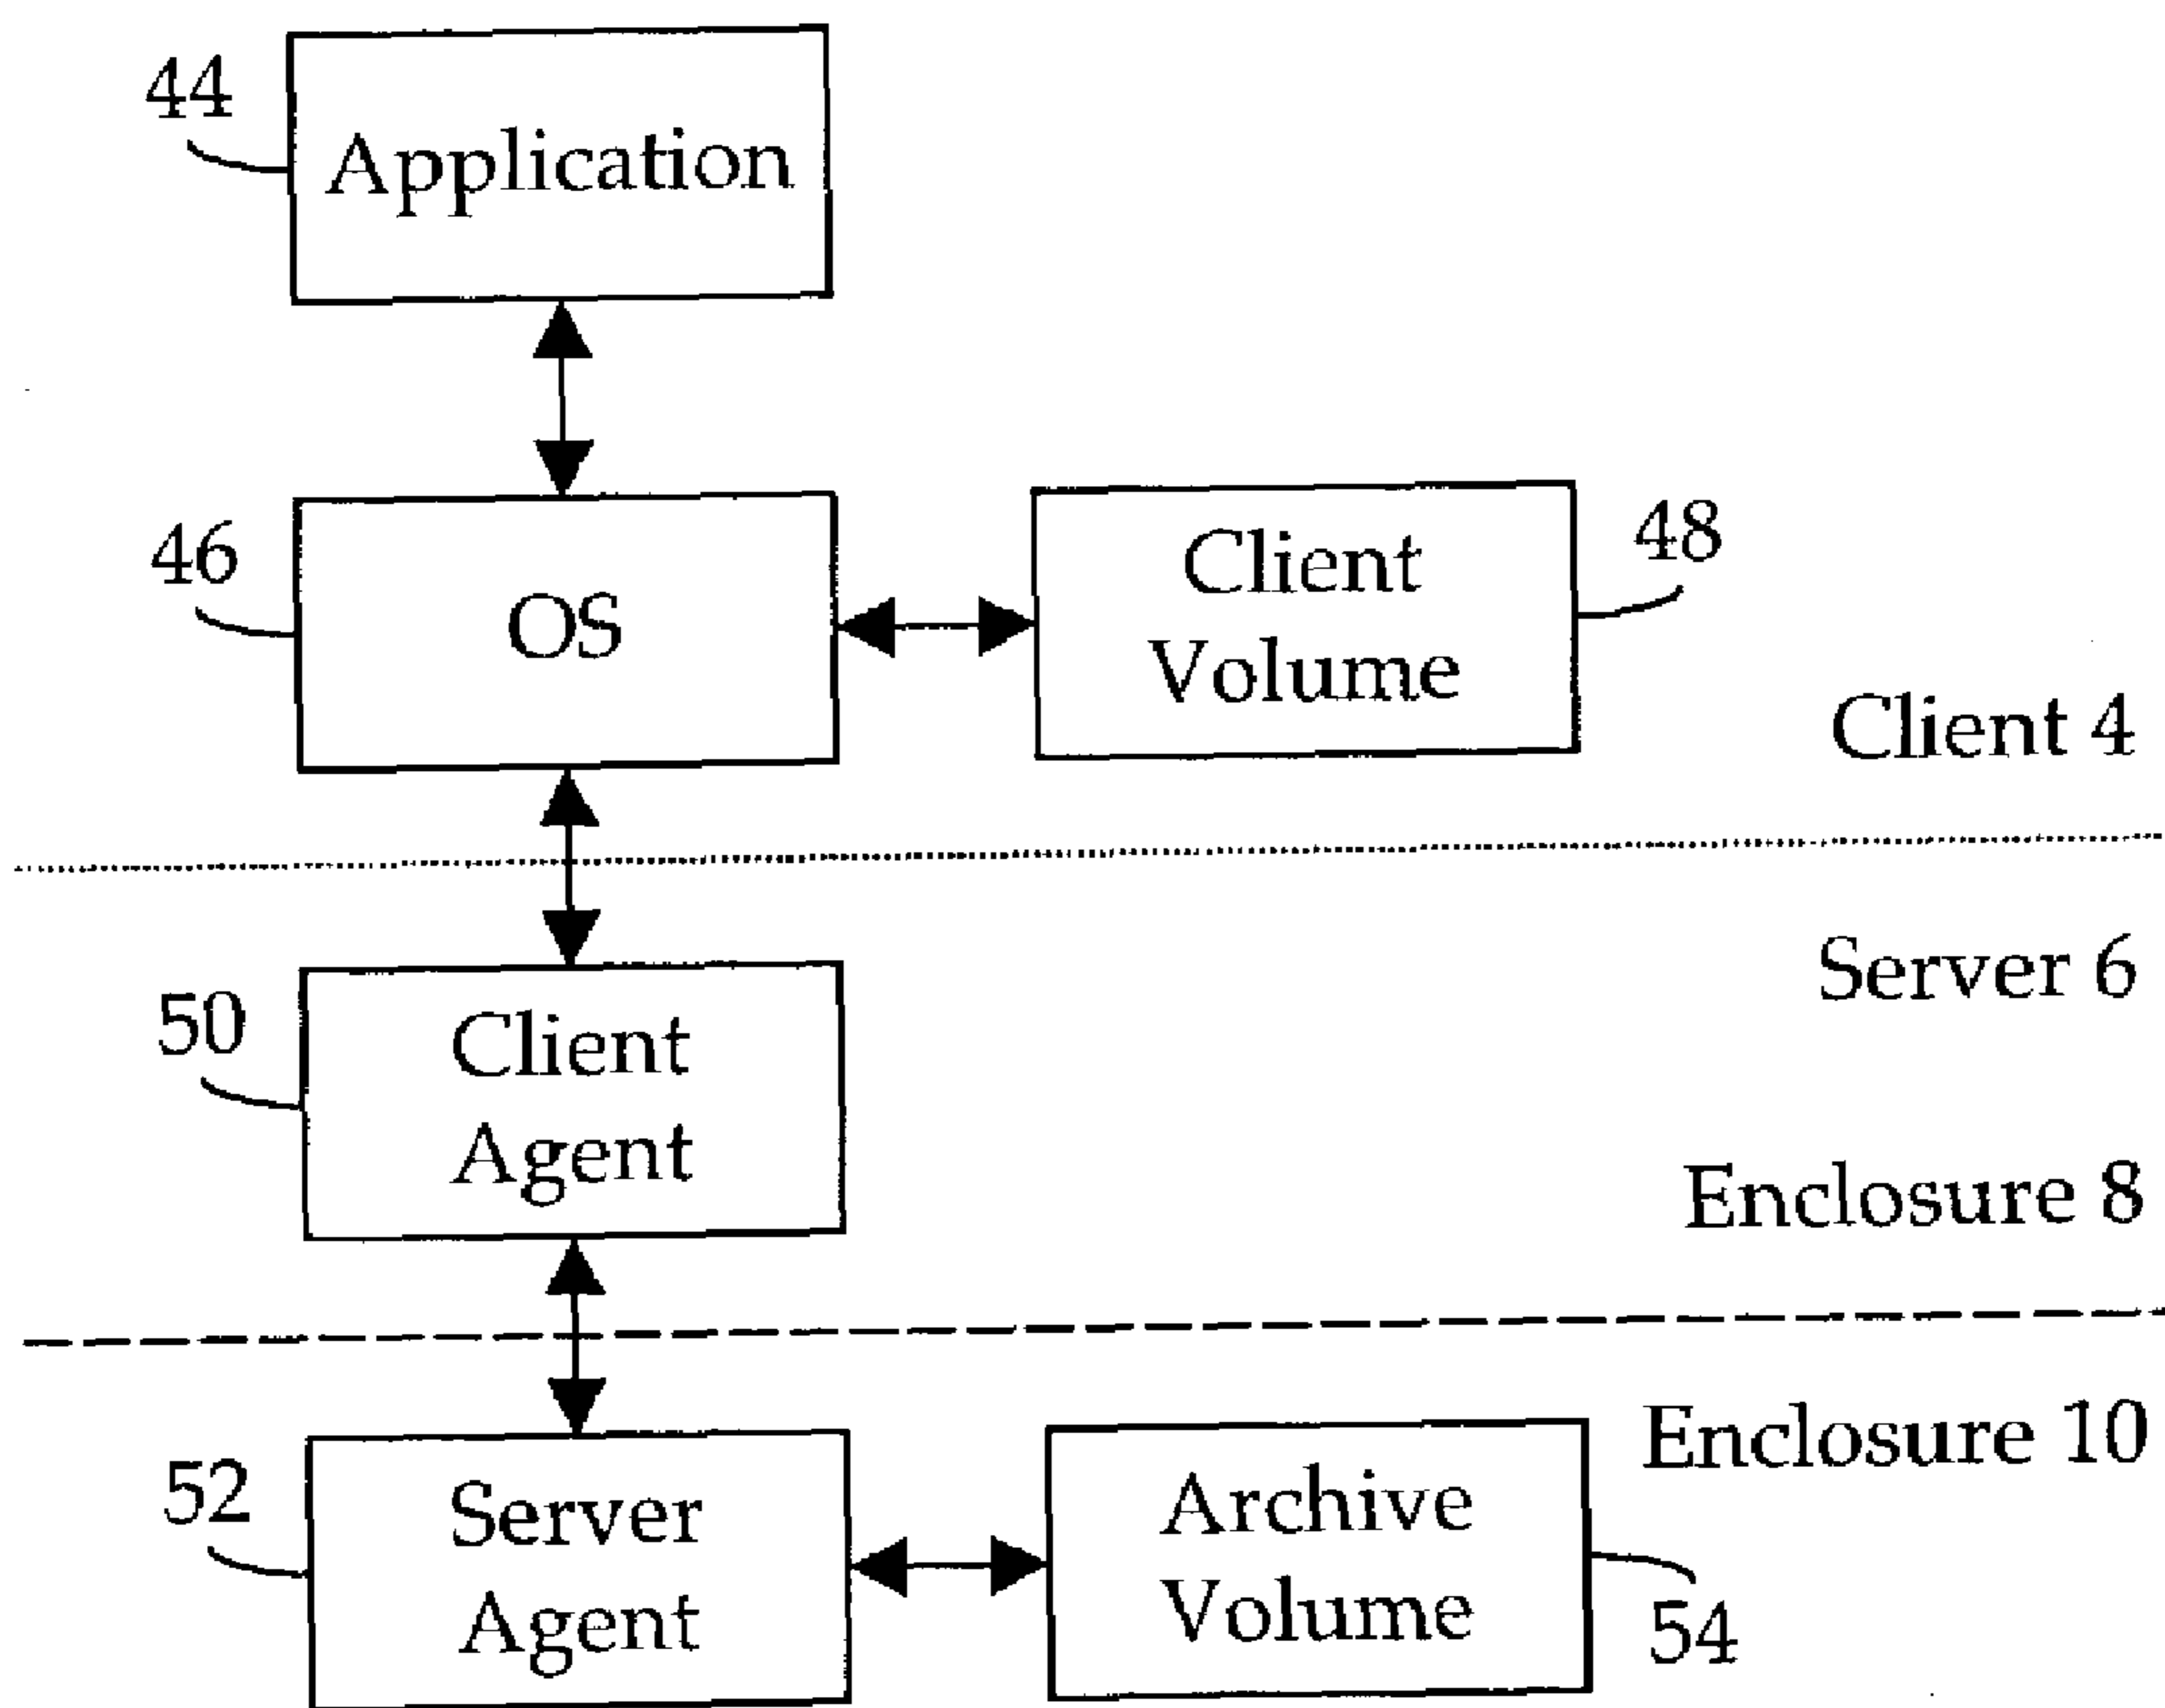 44
Application
46
OS
Client
Volume
48
Client 4
Server 6
50
Client
Agent
Enclosure 8
Enclosure 10
52
Server
Agent
Archive
Volume
54